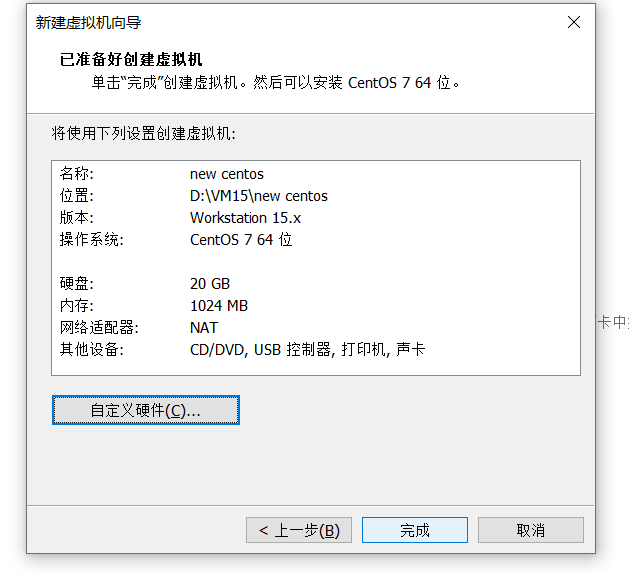 新建虚拟机向导
已准备好创建虚拟机
单击“完成”创建虚拟机。然后可以安装 CentOS 7 64 位。
将使用下列设置创建虚拟机:
名称: new centos
位置: D:\VM15\new centos
版本: Workstation 15.x
操作系统: CentOS 7 64 位
硬盘: 20 GB
内存: 1024 MB
网络适配器: NAT
其他设备: CD/DVD, USB 控制器, 打印机, 声卡
卡中
自定义硬件(C)...
< 上一步(B) 完成 取消